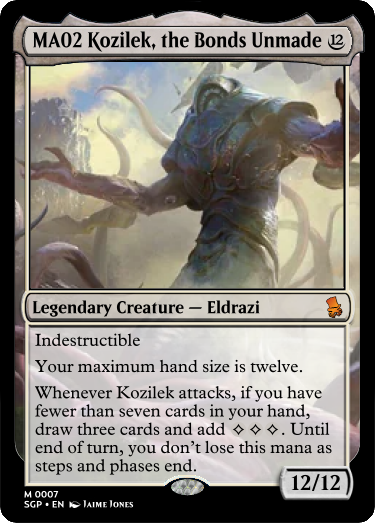 MA02 Kozilek, the Bonds Unmade 12
Legendary Creature — Eldrazi
Indestructible
Your maximum hand size is twelve.
Whenever Kozilek attacks, if you have
fewer than seven cards in your hand,
draw three cards and add ◇◇◇. Until
end of turn, you don't lose this mana as
steps and phases end.
12/12
M 0007
SGP • EN Jaime Jones